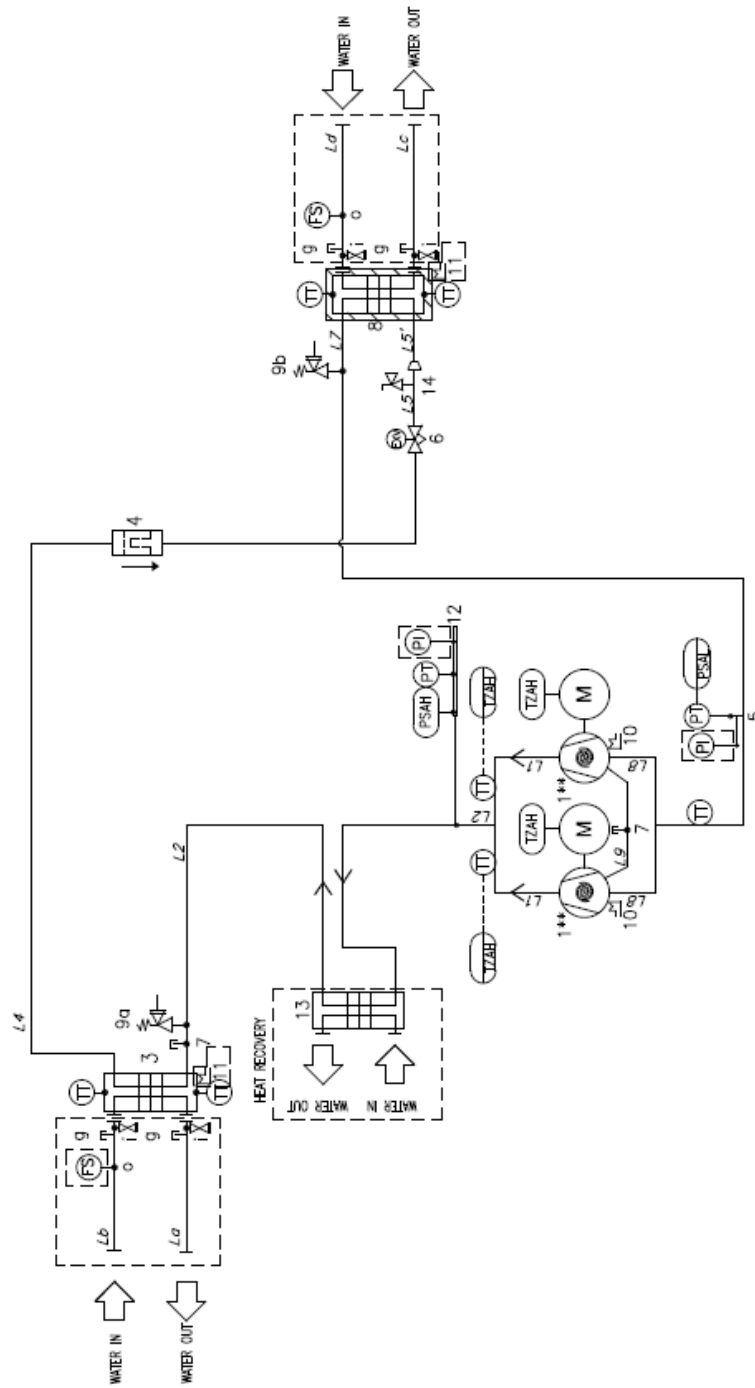 WATER IN
WATER OUT
Ld
Lc
FS
o
g
i
g
i
11
TT
TT
8
L7
L5'
9b
14
L5
EXV
6
4
12
PI
PT
PSAH
TZAH
TZAH
M
TT
L1
1**
10
L8
L2
TZAH
M
7
L9
TT
L1
1**
10
L8
TZAH
PI
PT
PSAL
5
TT
L2
L4
9a
7
3
11
TT
TT
g
i
g
i
FS
o
Lb
La
WATER IN
WATER OUT
HEAT RECOVERY
13
WATER OUT
WATER IN